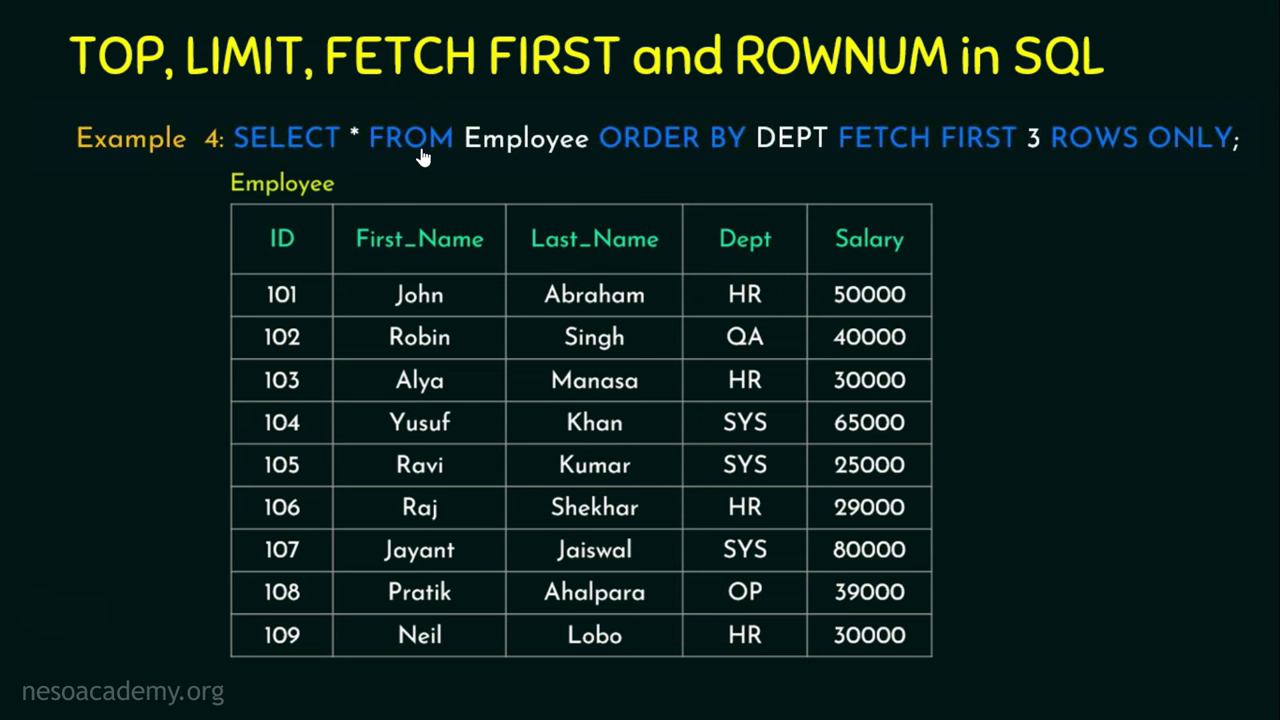 TOP, LIMIT, FETCH FIRST and ROWNUM in SQL
Example 4: SELECT * FROM Employee ORDER BY DEPT FETCH FIRST 3 ROWS ONLY;
Employee
ID First_Name Last_Name Dept Salary
101 John Abraham HR 50000
102 Robin Singh QA 40000
103 Alya Manasa HR 30000
104 Yusuf Khan SYS 65000
105 Ravi Kumar SYS 25000
106 Raj Shekhar HR 29000
107 Jayant Jaiswal SYS 80000
108 Pratik Ahalpara OP 39000
109 Neil Lobo HR 30000
nesoacademy.org